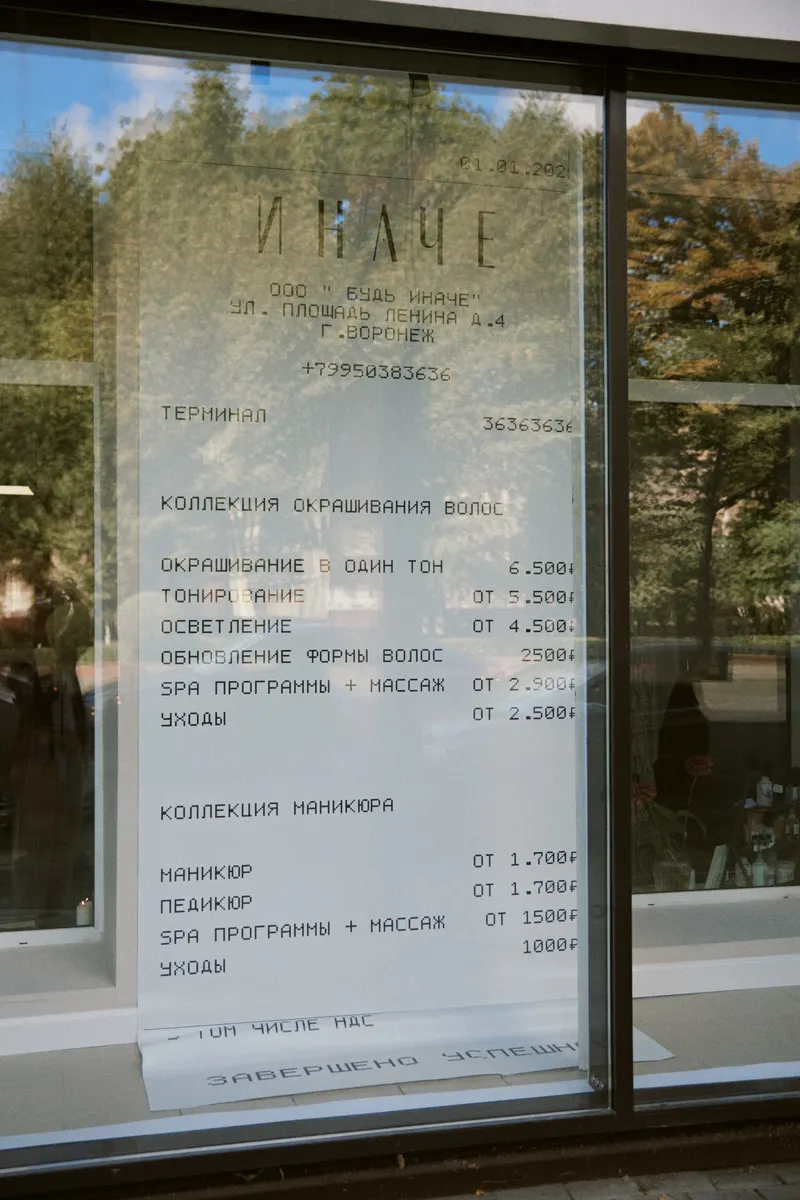 01.01.202
ИНАЧЕ
ООО " БУДЬ ИНАЧЕ"
УЛ. ПЛОЩАДЬ ЛЕНИНА Д.4
Г.ВОРОНЕЖ
+79950383636
ТЕРМИНАЛ 36363636
КОЛЛЕКЦИЯ ОКРАШИВАНИЯ ВОЛОС
ОКРАШИВАНИЕ В ОДИН ТОН 6.500₽
ТОНИРОВАНИЕ ОТ 5.500₽
ОСВЕТЛЕНИЕ ОТ 4.500₽
ОБНОВЛЕНИЕ ФОРМЫ ВОЛОС 2500₽
SPA ПРОГРАММЫ + МАССАЖ ОТ 2.900₽
УХОДЫ ОТ 2.500₽
КОЛЛЕКЦИЯ МАНИКЮРА
МАНИКЮР ОТ 1.700₽
ПЕДИКЮР ОТ 1.700₽
SPA ПРОГРАММЫ + МАССАЖ ОТ 1500₽
УХОДЫ 1000₽
ТОМ ЧИСЛЕ НДС
ЗАВЕРШЕНО УСПЕШН